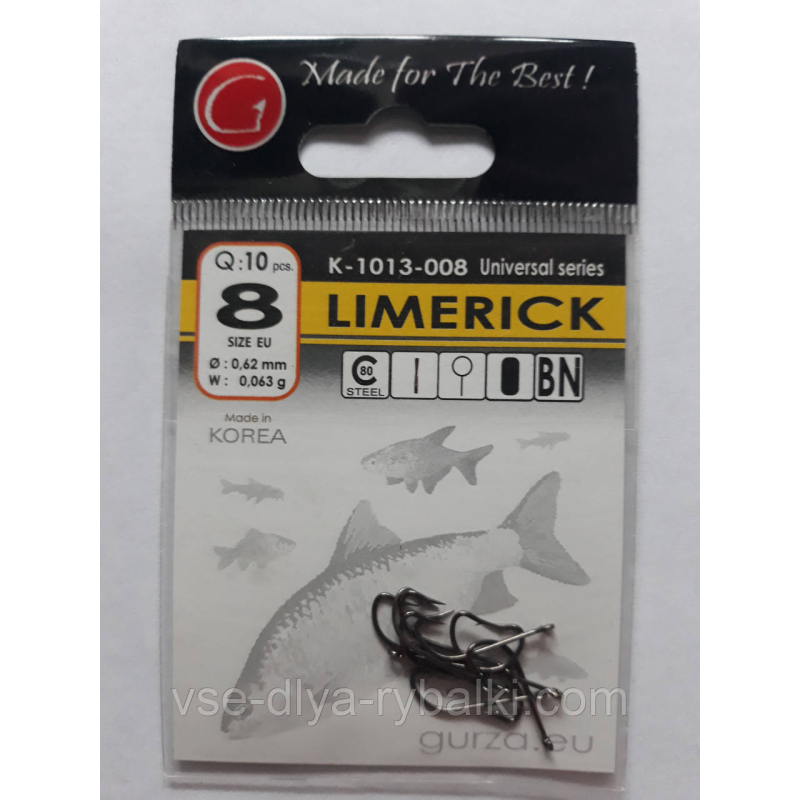 G
Made for The Best !
Q:10 pcs.
8
SIZE EU
Ø : 0,62 mm
W : 0,063 g
K-1013-008 Universal series
LIMERICK
C 80
STEEL
BN
Made in
KOREA
vse-dlya-rybalki.com
gurza.eu